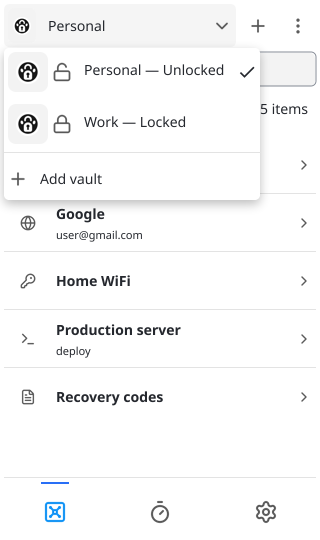 Personal
Personal — Unlocked
5 items
Work — Locked
Add vault
Google
user@gmail.com
Home WiFi
Production server
deploy
Recovery codes